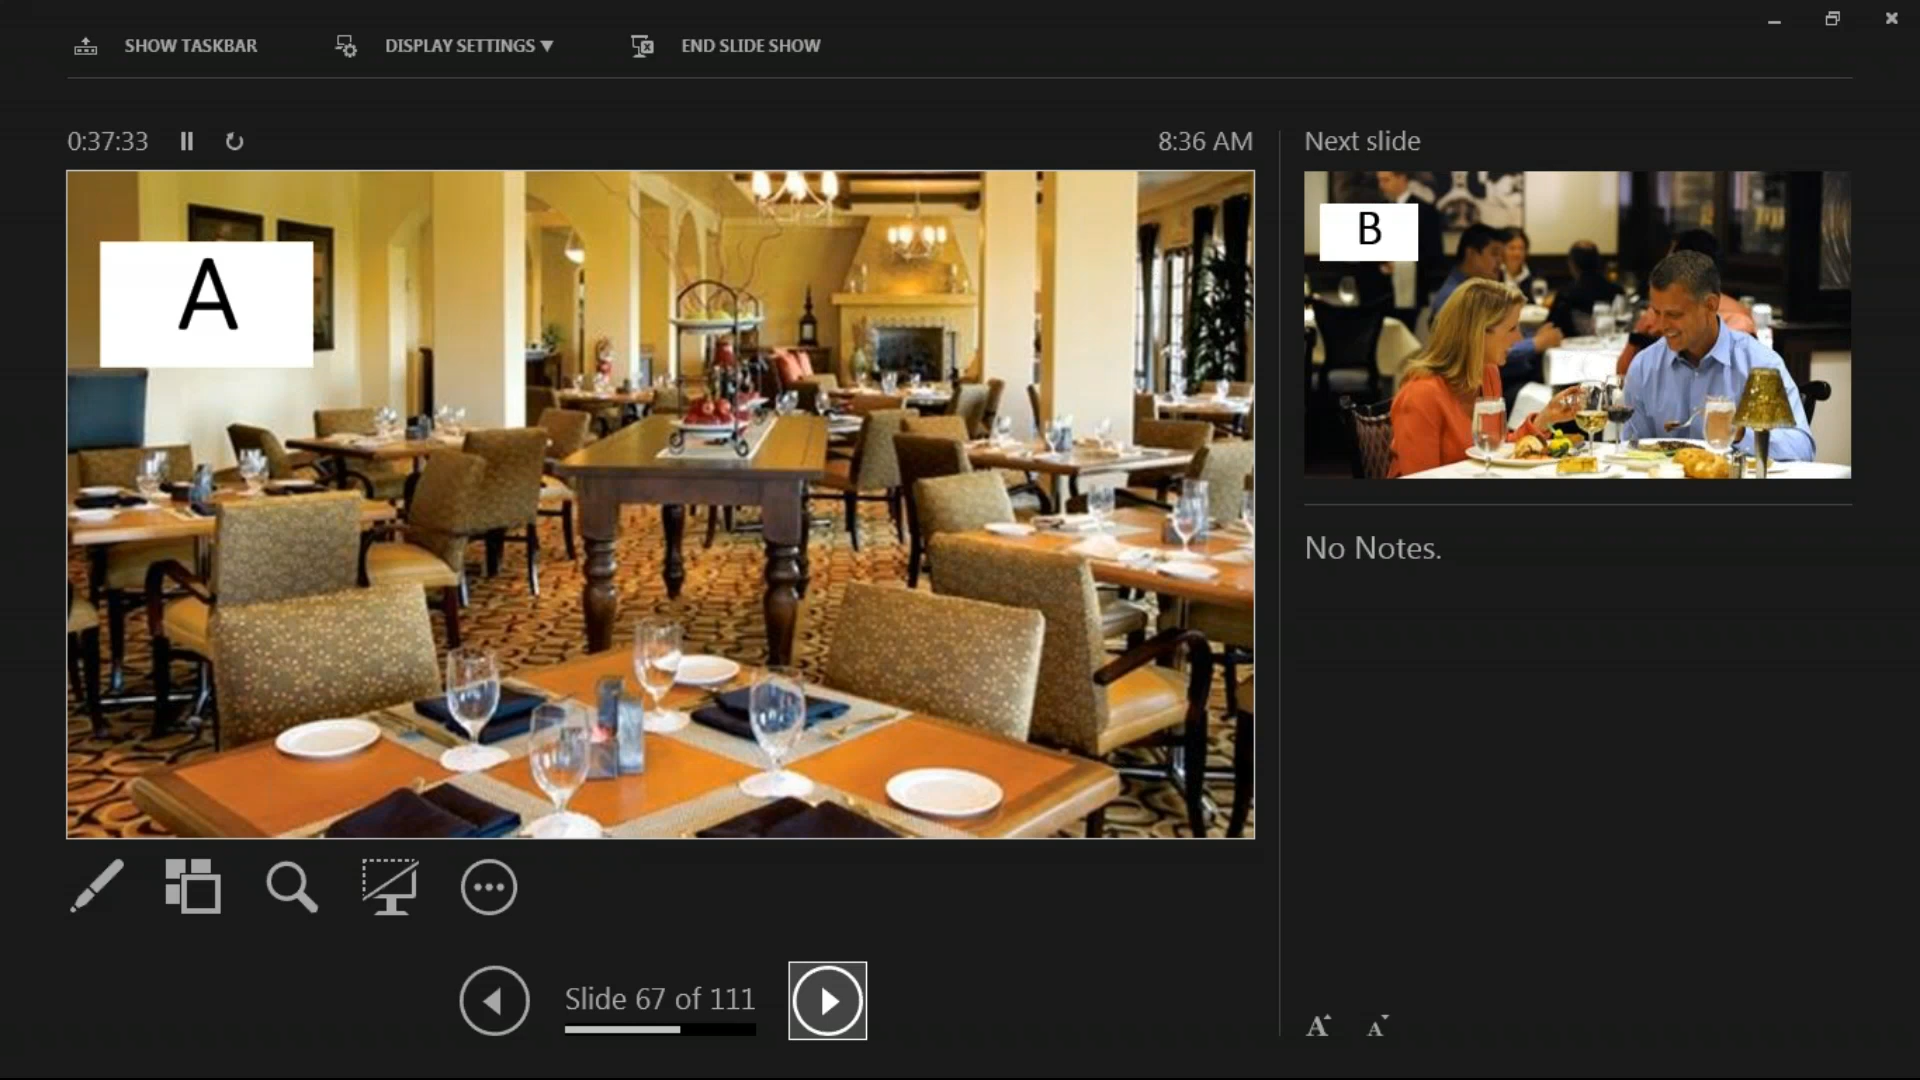 SHOW TASKBAR
DISPLAY SETTINGS ▼
END SLIDE SHOW
0:37:33
8:36 AM
Next slide
A
B
No Notes.
Slide 67 of 111
A
A